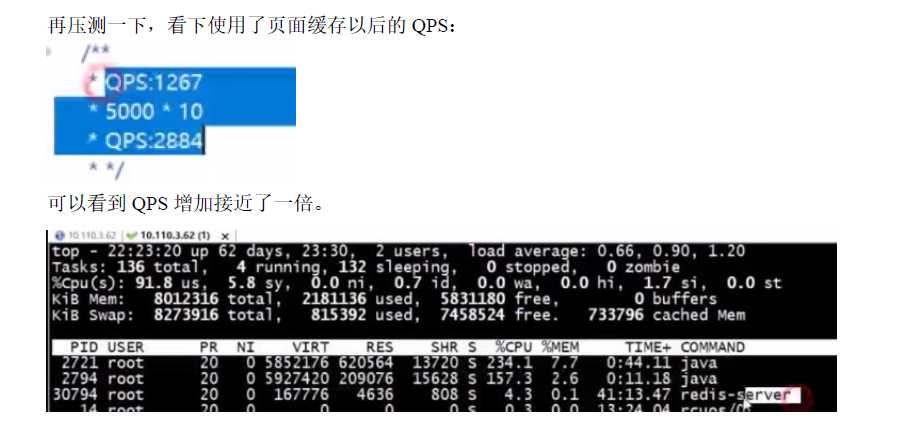 再压测一下，看下使用了页面缓存以后的 QPS：
/**
* QPS:1267
* 5000 * 10
* QPS:2884
* */
可以看到 QPS 增加接近了一倍。
10.110.3.62 10.110.3.62 (1) x
top - 22:23:20 up 62 days, 23:30, 2 users, load average: 0.66, 0.90, 1.20
Tasks: 136 total, 4 running, 132 sleeping, 0 stopped, 0 zombie
%Cpu(s): 91.8 us, 5.8 sy, 0.0 ni, 0.7 id, 0.0 wa, 0.0 hi, 1.7 si, 0.0 st
KiB Mem: 8012316 total, 2181136 used, 5831180 free, 0 buffers
KiB Swap: 8273916 total, 815392 used, 7458524 free. 733796 cached Mem
PID USER PR NI VIRT RES SHR S %CPU %MEM TIME+ COMMAND
2721 root 20 0 5852176 620564 13720 S 234.1 7.7 0:44.11 java
2794 root 20 0 5927420 209076 15628 S 157.3 2.6 0:11.18 java
30794 root 20 0 167776 4636 808 S 4.3 0.1 41:13.47 redis-server
14 root 20 0 0 0 0 S 0.3 0.0 13:24.04